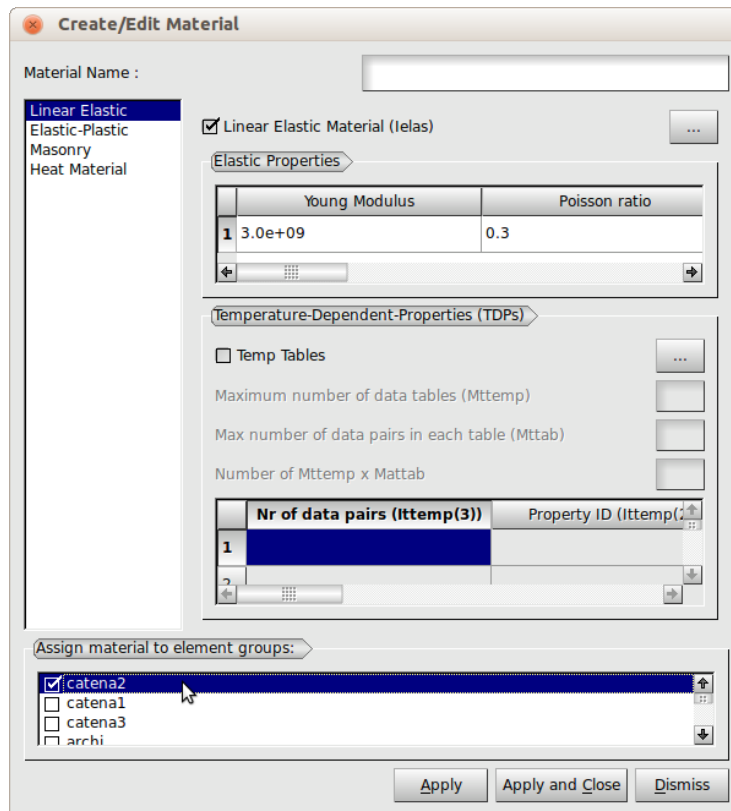 Create/Edit Material
Material Name :
Linear Elastic
Elastic-Plastic
Masonry
Heat Material
Linear Elastic Material (Ielas)
...
Elastic Properties
Young Modulus Poisson ratio
1 3.0e+09 0.3
Temperature-Dependent-Properties (TDPs)
Temp Tables
...
Maximum number of data tables (Mttemp)
Max number of data pairs in each table (Mttab)
Number of Mttemp x Mattab
Nr of data pairs (Ittemp(3)) Property ID (Ittemp(2
1
2
Assign material to element groups:
catena2
catena1
catena3
archi
Apply Apply and Close Dismiss